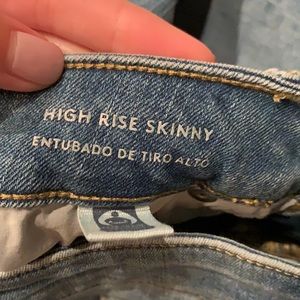 HIGH RISE SKINNY
ENTUBADO DE TIRO ALTO